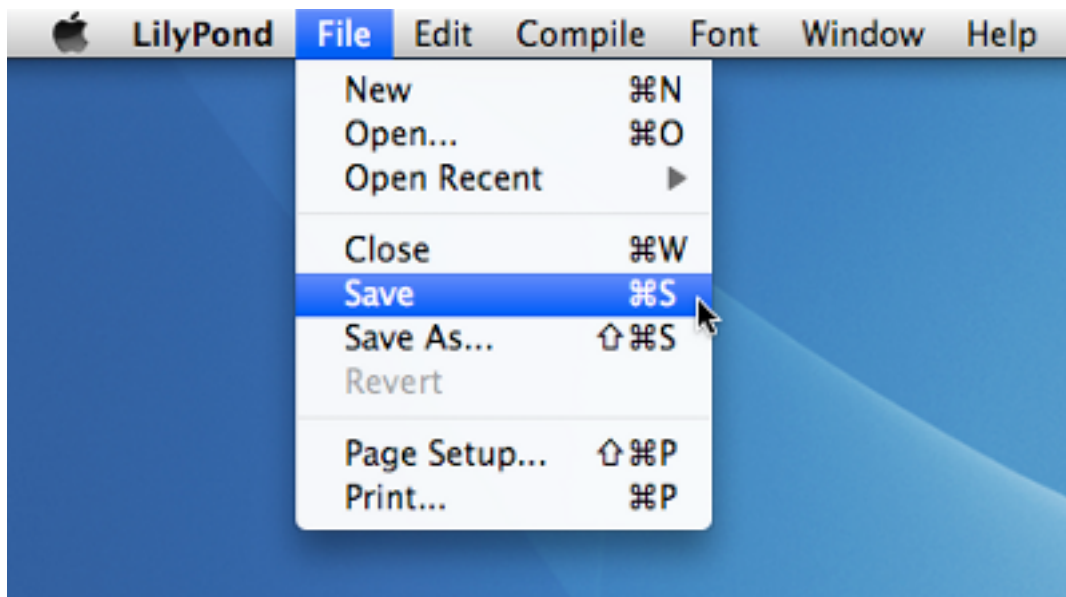 LilyPond File Edit Compile Font Window Help
New ⌘N
Open... ⌘O
Open Recent ▶
Close ⌘W
Save ⌘S
Save As... ⇧⌘S
Revert
Page Setup... ⇧⌘P
Print... ⌘P